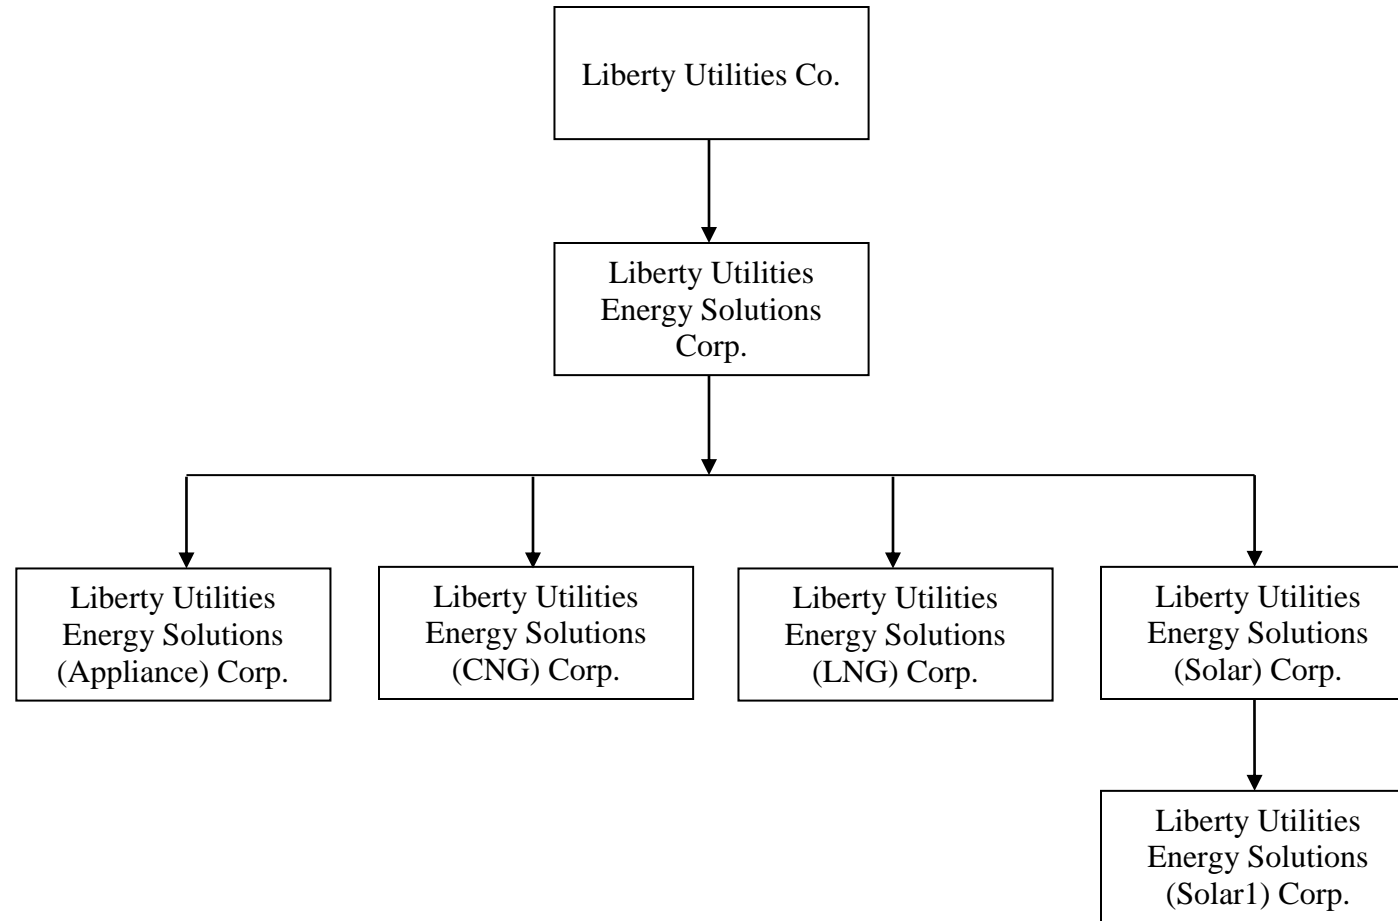 Liberty Utilities Co.
Liberty Utilities
Energy Solutions
Corp.
Liberty Utilities
Energy Solutions
(Appliance) Corp.
Liberty Utilities
Energy Solutions
(CNG) Corp.
Liberty Utilities
Energy Solutions
(LNG) Corp.
Liberty Utilities
Energy Solutions
(Solar) Corp.
Liberty Utilities
Energy Solutions
(Solar1) Corp.